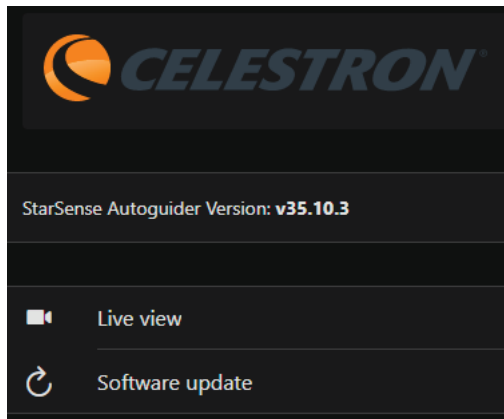 CELESTRON®
StarSense Autoguider Version: v35.10.3
Live view
Software update